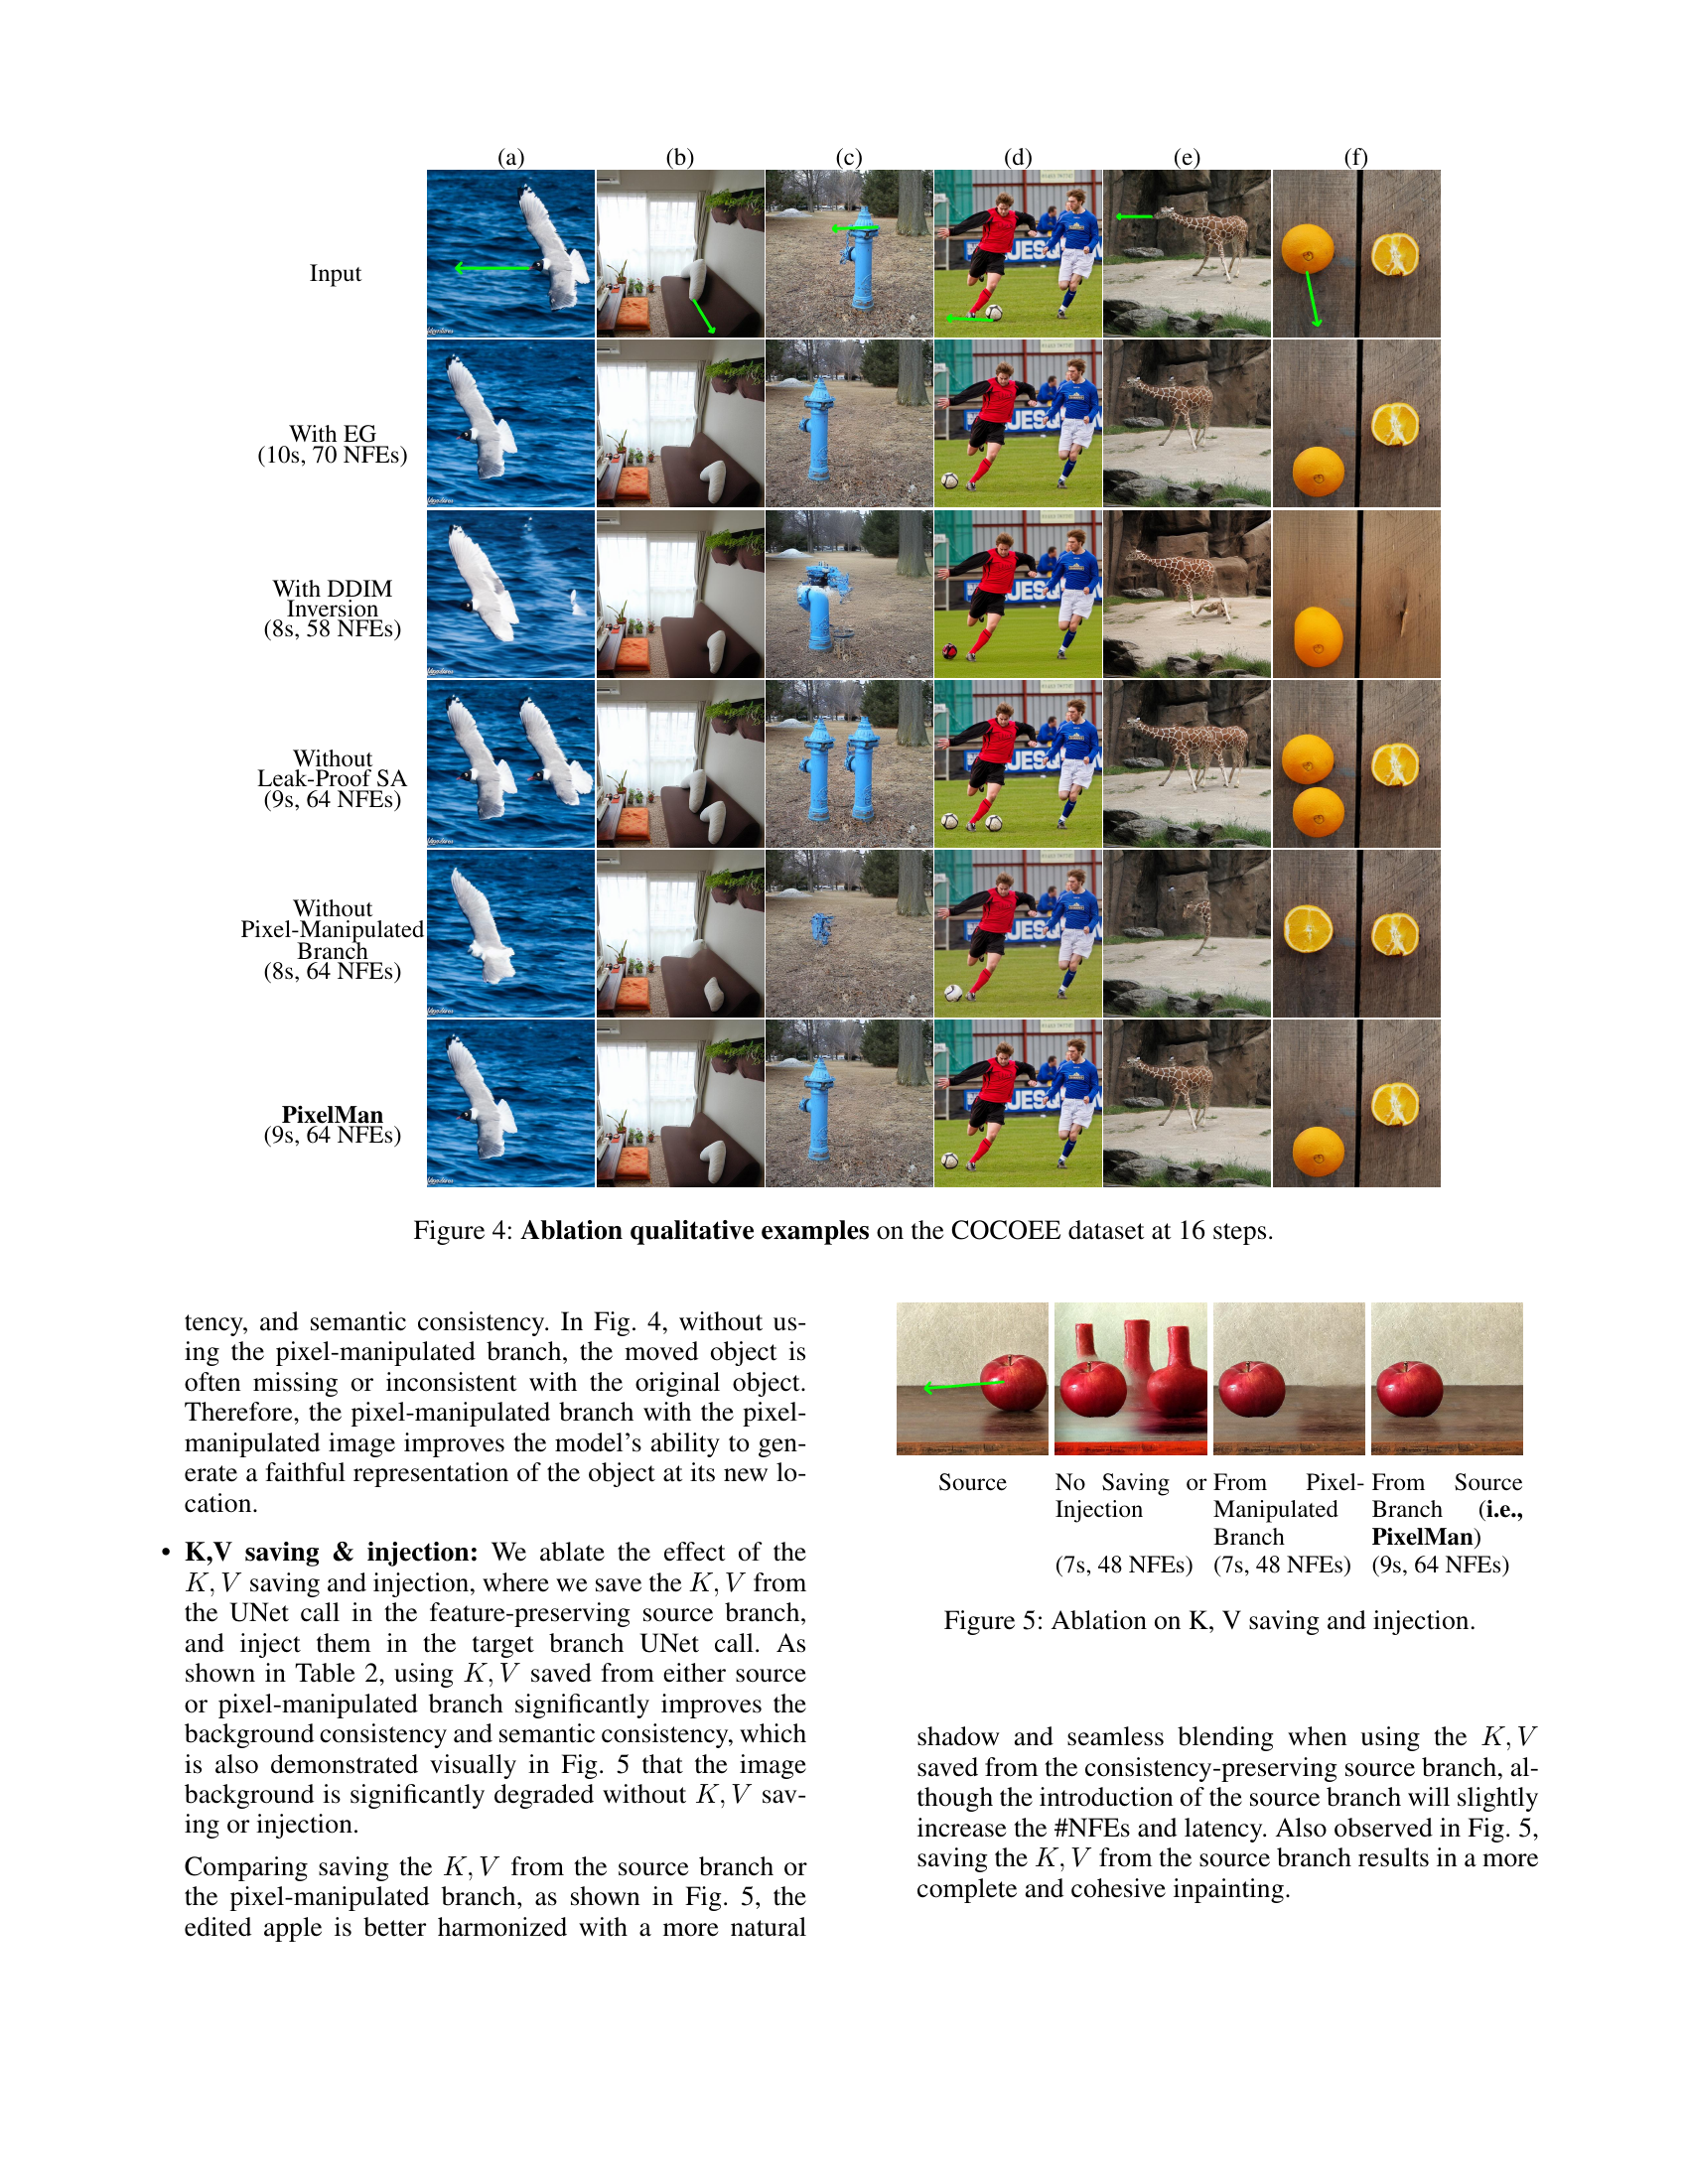 (a) (b) (c) (d) (e) (f)
Input
With EG
(10s, 70 NFEs)
With DDIM
Inversion
(8s, 58 NFEs)
Without
Leak-Proof SA
(9s, 64 NFEs)
Without
Pixel-Manipulated
Branch
(8s, 64 NFEs)
PixelMan
(9s, 64 NFEs)
Figure 4: Ablation qualitative examples on the COCOEE dataset at 16 steps.
tency, and semantic consistency. In Fig. 4, without us-
ing the pixel-manipulated branch, the moved object is
often missing or inconsistent with the original object.
Therefore, the pixel-manipulated branch with the pixel-
manipulated image improves the model's ability to gen-
erate a faithful representation of the object at its new lo-
cation.
• K,V saving & injection: We ablate the effect of the
K, V saving and injection, where we save the K, V from
the UNet call in the feature-preserving source branch,
and inject them in the target branch UNet call. As
shown in Table 2, using K, V saved from either source
or pixel-manipulated branch significantly improves the
background consistency and semantic consistency, which
is also demonstrated visually in Fig. 5 that the image
background is significantly degraded without K, V sav-
ing or injection.
Comparing saving the K, V from the source branch or
the pixel-manipulated branch, as shown in Fig. 5, the
edited apple is better harmonized with a more natural
Source
No Saving or
Injection
(7s, 48 NFEs)
From Pixel-
Manipulated
Branch
(7s, 48 NFEs)
From Source
Branch (i.e.,
PixelMan)
(9s, 64 NFEs)
Figure 5: Ablation on K, V saving and injection.
shadow and seamless blending when using the K, V
saved from the consistency-preserving source branch, al-
though the introduction of the source branch will slightly
increase the #NFEs and latency. Also observed in Fig. 5,
saving the K, V from the source branch results in a more
complete and cohesive inpainting.